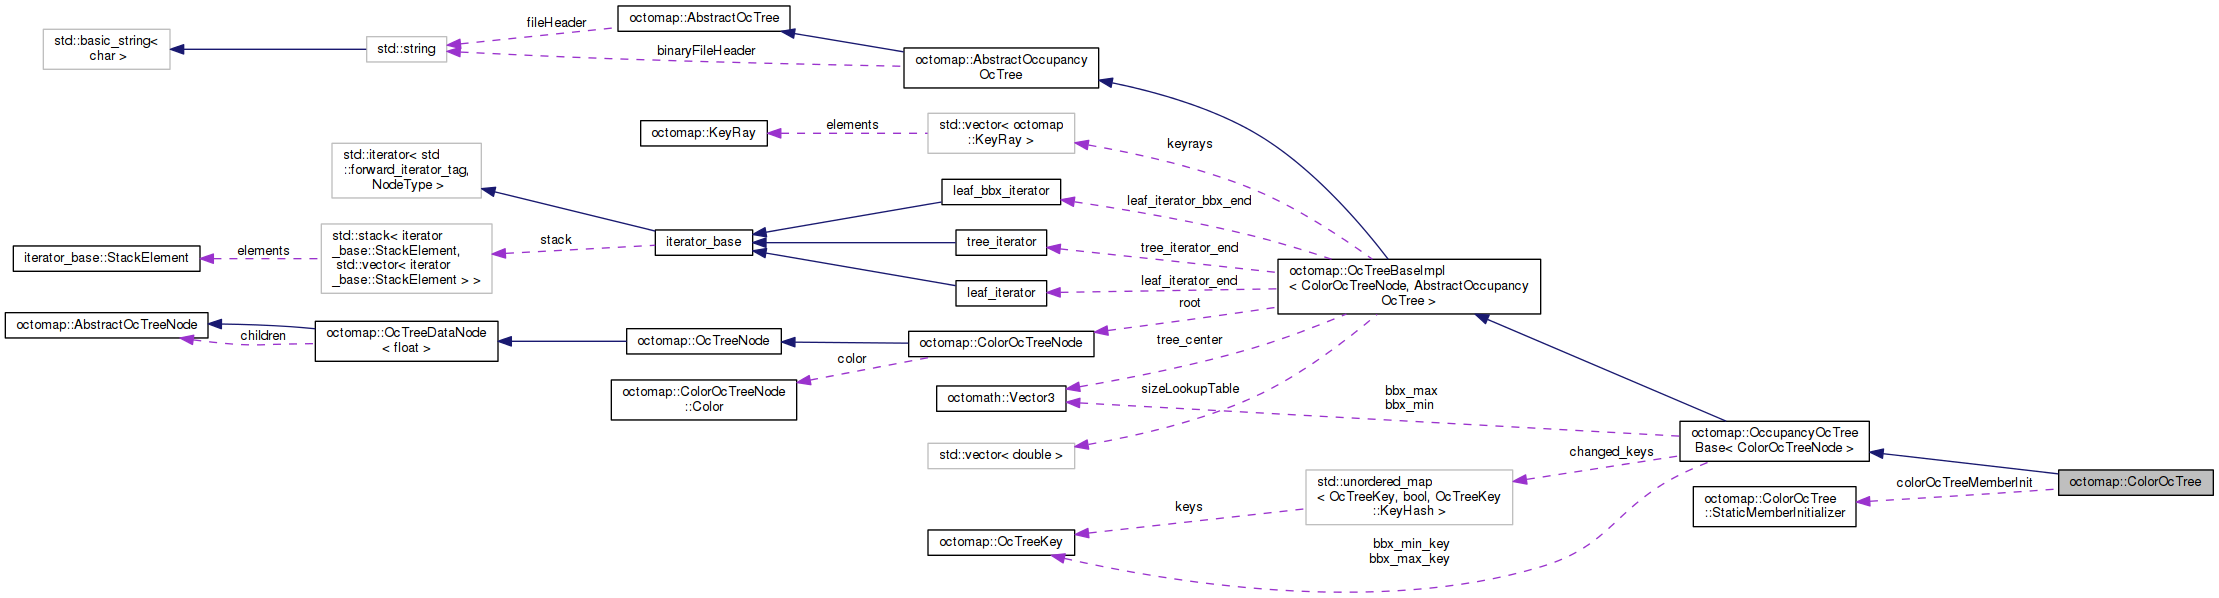 octomap::AbstractOcTree
fileHeader
std::basic_string<
char >
std::string
binaryFileHeader
octomap::AbstractOccupancy
OcTree
octomap::KeyRay
elements
std::vector< octomap
::KeyRay >
keyrays
std::iterator< std
::forward_iterator_tag,
NodeType >
leaf_bbx_iterator
leaf_iterator_bbx_end
iterator_base::StackElement
elements
std::stack< iterator
_base::StackElement,
std::vector< iterator
_base::StackElement > >
stack
iterator_base
tree_iterator
tree_iterator_end
leaf_iterator
leaf_iterator_end
octomap::OcTreeBaseImpl
< ColorOcTreeNode, AbstractOccupancy
OcTree >
root
octomap::AbstractOcTreeNode
children
octomap::OcTreeDataNode
< float >
octomap::OcTreeNode
octomap::ColorOcTreeNode
tree_center
color
octomap::ColorOcTreeNode
::Color
octomath::Vector3
sizeLookupTable
bbx_max
bbx_min
std::vector< double >
octomap::OccupancyOcTree
Base< ColorOcTreeNode >
changed_keys
std::unordered_map
< OcTreeKey, bool, OcTreeKey
::KeyHash >
keys
octomap::OcTreeKey
bbx_min_key
bbx_max_key
colorOcTreeMemberInit
octomap::ColorOcTree
octomap::ColorOcTree
::StaticMemberInitializer